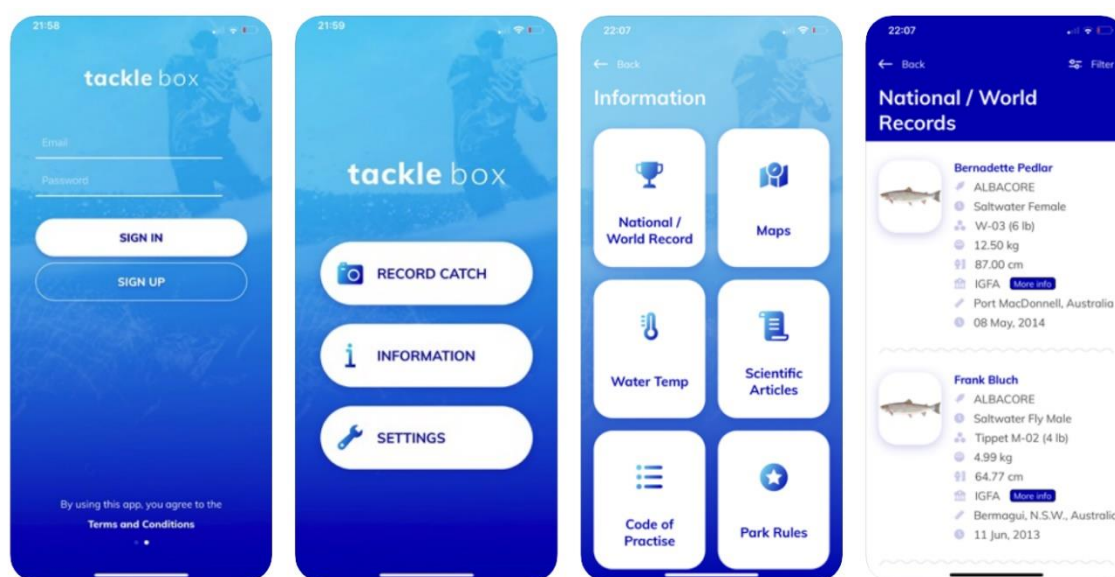 21:58
tackle box
Email
Password
SIGN IN
SIGN UP
By using this app, you agree to the
Terms and Conditions
21:59
tackle box
RECORD CATCH
INFORMATION
SETTINGS
22:07
Back
Information
National /
World Record
Maps
Water Temp
Scientific
Articles
Code of
Practise
Park Rules
22:07
Back
Filter
National / World
Records
Bernadette Pedlar
ALBACORE
Saltwater Female
W-03 (6 lb)
12.50 kg
87.00 cm
IGFA More info
Port MacDonnell, Australia
08 May, 2014
Frank Bluch
ALBACORE
Saltwater Fly Male
Tippet M-02 (4 lb)
4.99 kg
64.77 cm
IGFA More info
Bermagui, N.S.W., Australia
11 Jun, 2013